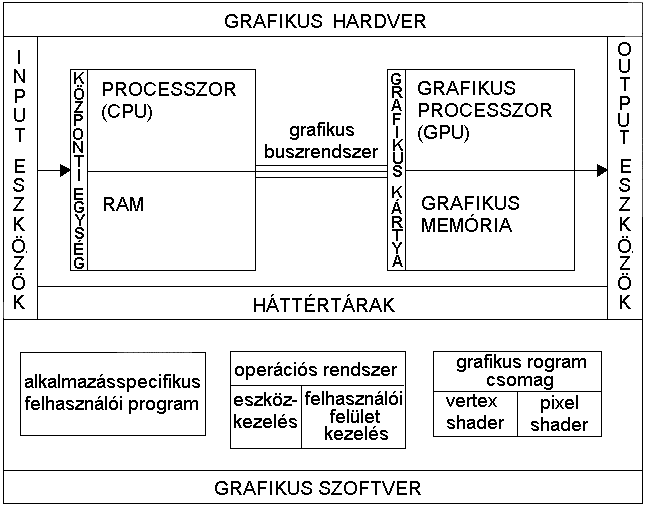 GRAFIKUS HARDVER
INPUT ESZKÖZÖK
KÖZPONTI EGYSÉG
PROCESSZOR
(CPU)
RAM
grafikus
buszrendszer
GRAFIKUS KÁRTYA
GRAFIKUS
PROCESSZOR
(GPU)
GRAFIKUS
MEMÓRIA
OUTPUT ESZKÖZÖK
HÁTTÉRTÁRAK
alkalmazásspecifikus
felhasználói program
operációs rendszer
eszköz-
kezelés
felhasználói
felület
kezelés
grafikus rogram
csomag
vertex
shader
pixel
shader
GRAFIKUS SZOFTVER